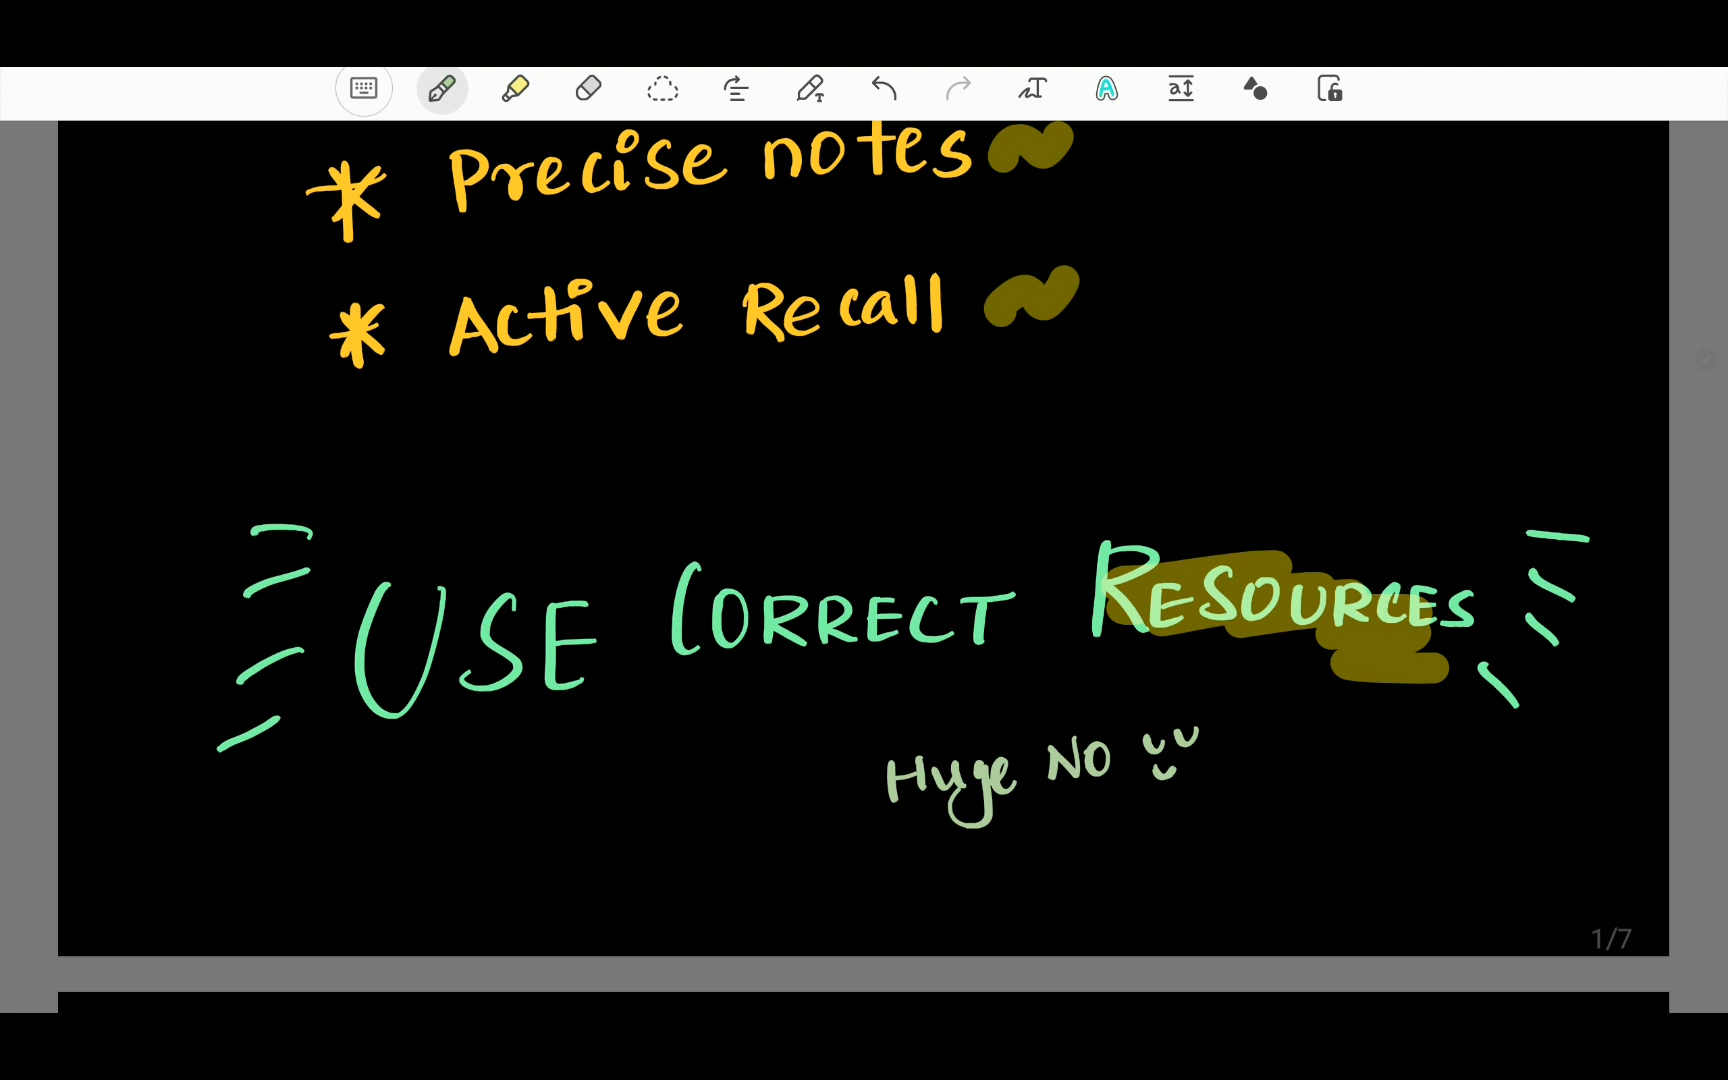 * Precise notes
* Active Recall
USE CORRECT RESOURCES
Huge NO
1/7